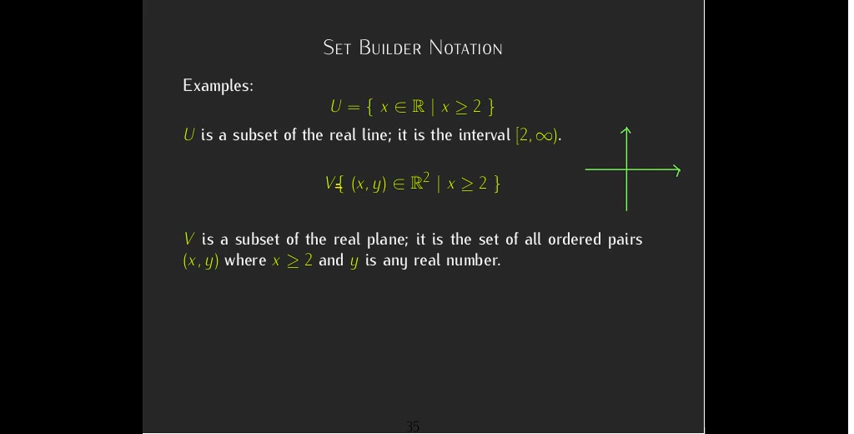 Set Builder Notation
Examples:
U = { x ∈ ℝ | x ≥ 2 }
U is a subset of the real line; it is the interval [2, ∞).
V={ (x, y) ∈ ℝ² | x ≥ 2 }
V is a subset of the real plane; it is the set of all ordered pairs
(x, y) where x ≥ 2 and y is any real number.
35